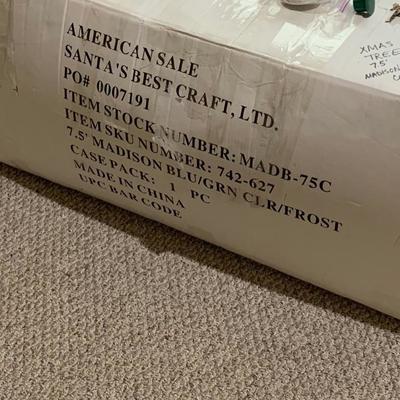 AMERICAN SALE
SANTA'S BEST CRAFT, LTD.
PO# 0007191
ITEM STOCK NUMBER: MADB-75C
ITEM SKU NUMBER: 742-627
7.5' MADISON BLU/GRN CLR/FROST
CASE PACK: 1 PC
MADE IN CHINA
UPC BAR CODE
XMAS
TREE
7.5'
MADISON